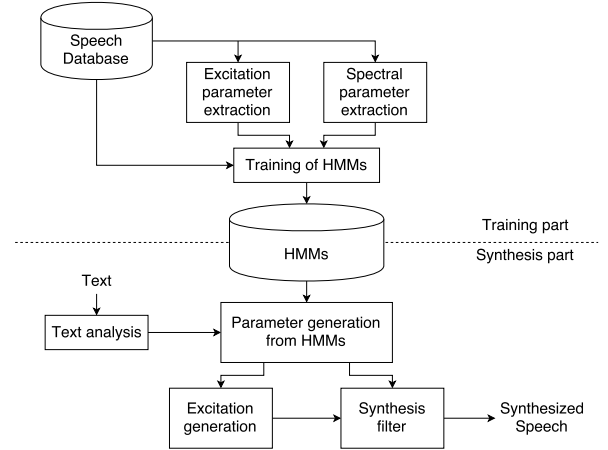 Speech
Database
Excitation
parameter
extraction
Spectral
parameter
extraction
Training of HMMs
Training part
HMMs
Synthesis part
Text
Text analysis
Parameter generation
from HMMs
Excitation
generation
Synthesis
filter
Synthesized
Speech